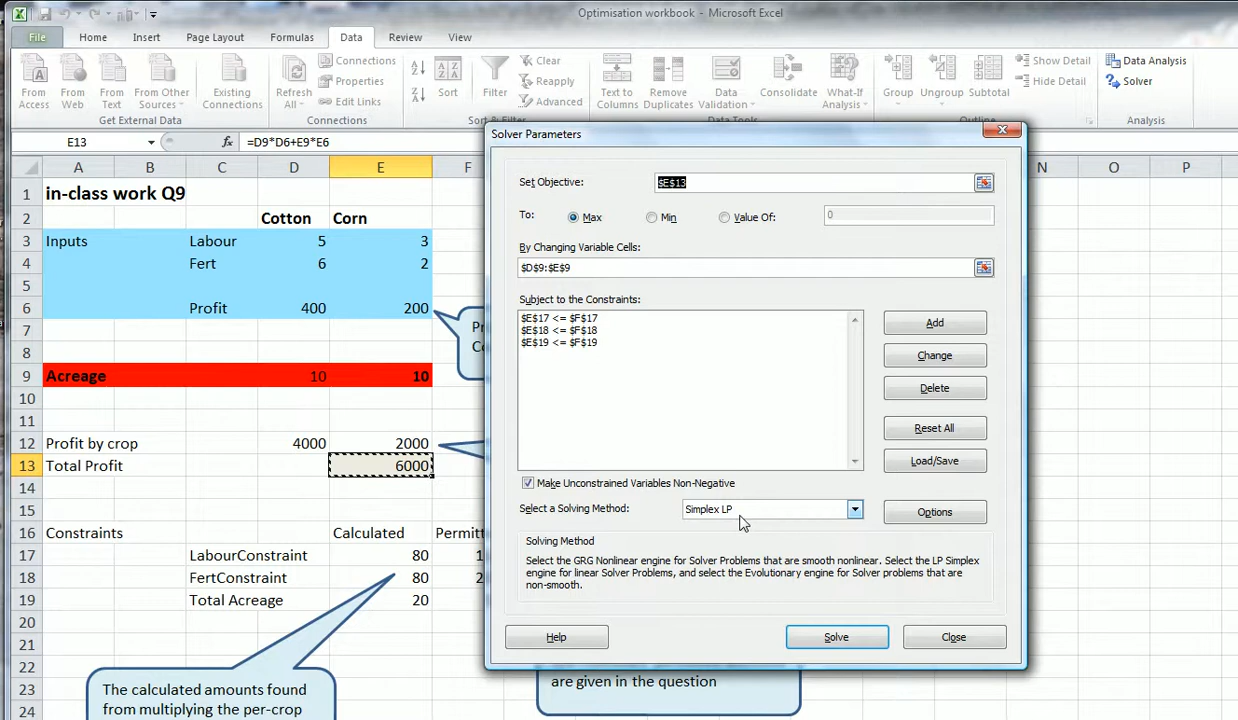 Optimisation workbook - Microsoft Excel
File Home Insert Page Layout Formulas Data Review View
From Access
From Web
From Text
From Other Sources
Existing Connections
Refresh All
Connections
Properties
Edit Links
Sort
Filter
Clear
Reapply
Advanced
Text to Columns
Remove Duplicates
Data Validation
Consolidate
What-If Analysis
Group
Ungroup
Subtotal
Show Detail
Hide Detail
Data Analysis
Solver
Get External Data
Connections
Sort & Filter
Data Tools
Outline
Analysis
E13 fx =D9*D6+E9*E6
A B C D E F N O P
1 in-class work Q9
2 Cotton Corn
3 Inputs Labour 5 3
4 Fert 6 2
5
6 Profit 400 200
7
8
9 Acreage 10 10
10
11
12 Profit by crop 4000 2000
13 Total Profit 6000
14
15
16 Constraints Calculated Permitt
17 LabourConstraint 80 1
18 FertConstraint 80 2
19 Total Acreage 20
20
21
22
23
24
The calculated amounts found
from multiplying the per-crop
are given in the question
Solver Parameters
Set Objective: $E$13
To: Max Min Value Of: 0
By Changing Variable Cells:
$D$9:$E$9
Subject to the Constraints:
$E$17 <= $F$17
$E$18 <= $F$18
$E$19 <= $F$19
Add
Change
Delete
Reset All
Load/Save
Make Unconstrained Variables Non-Negative
Select a Solving Method: Simplex LP Options
Solving Method
Select the GRG Nonlinear engine for Solver Problems that are smooth nonlinear. Select the LP Simplex
engine for linear Solver Problems, and select the Evolutionary engine for Solver problems that are
non-smooth.
Help Solve Close